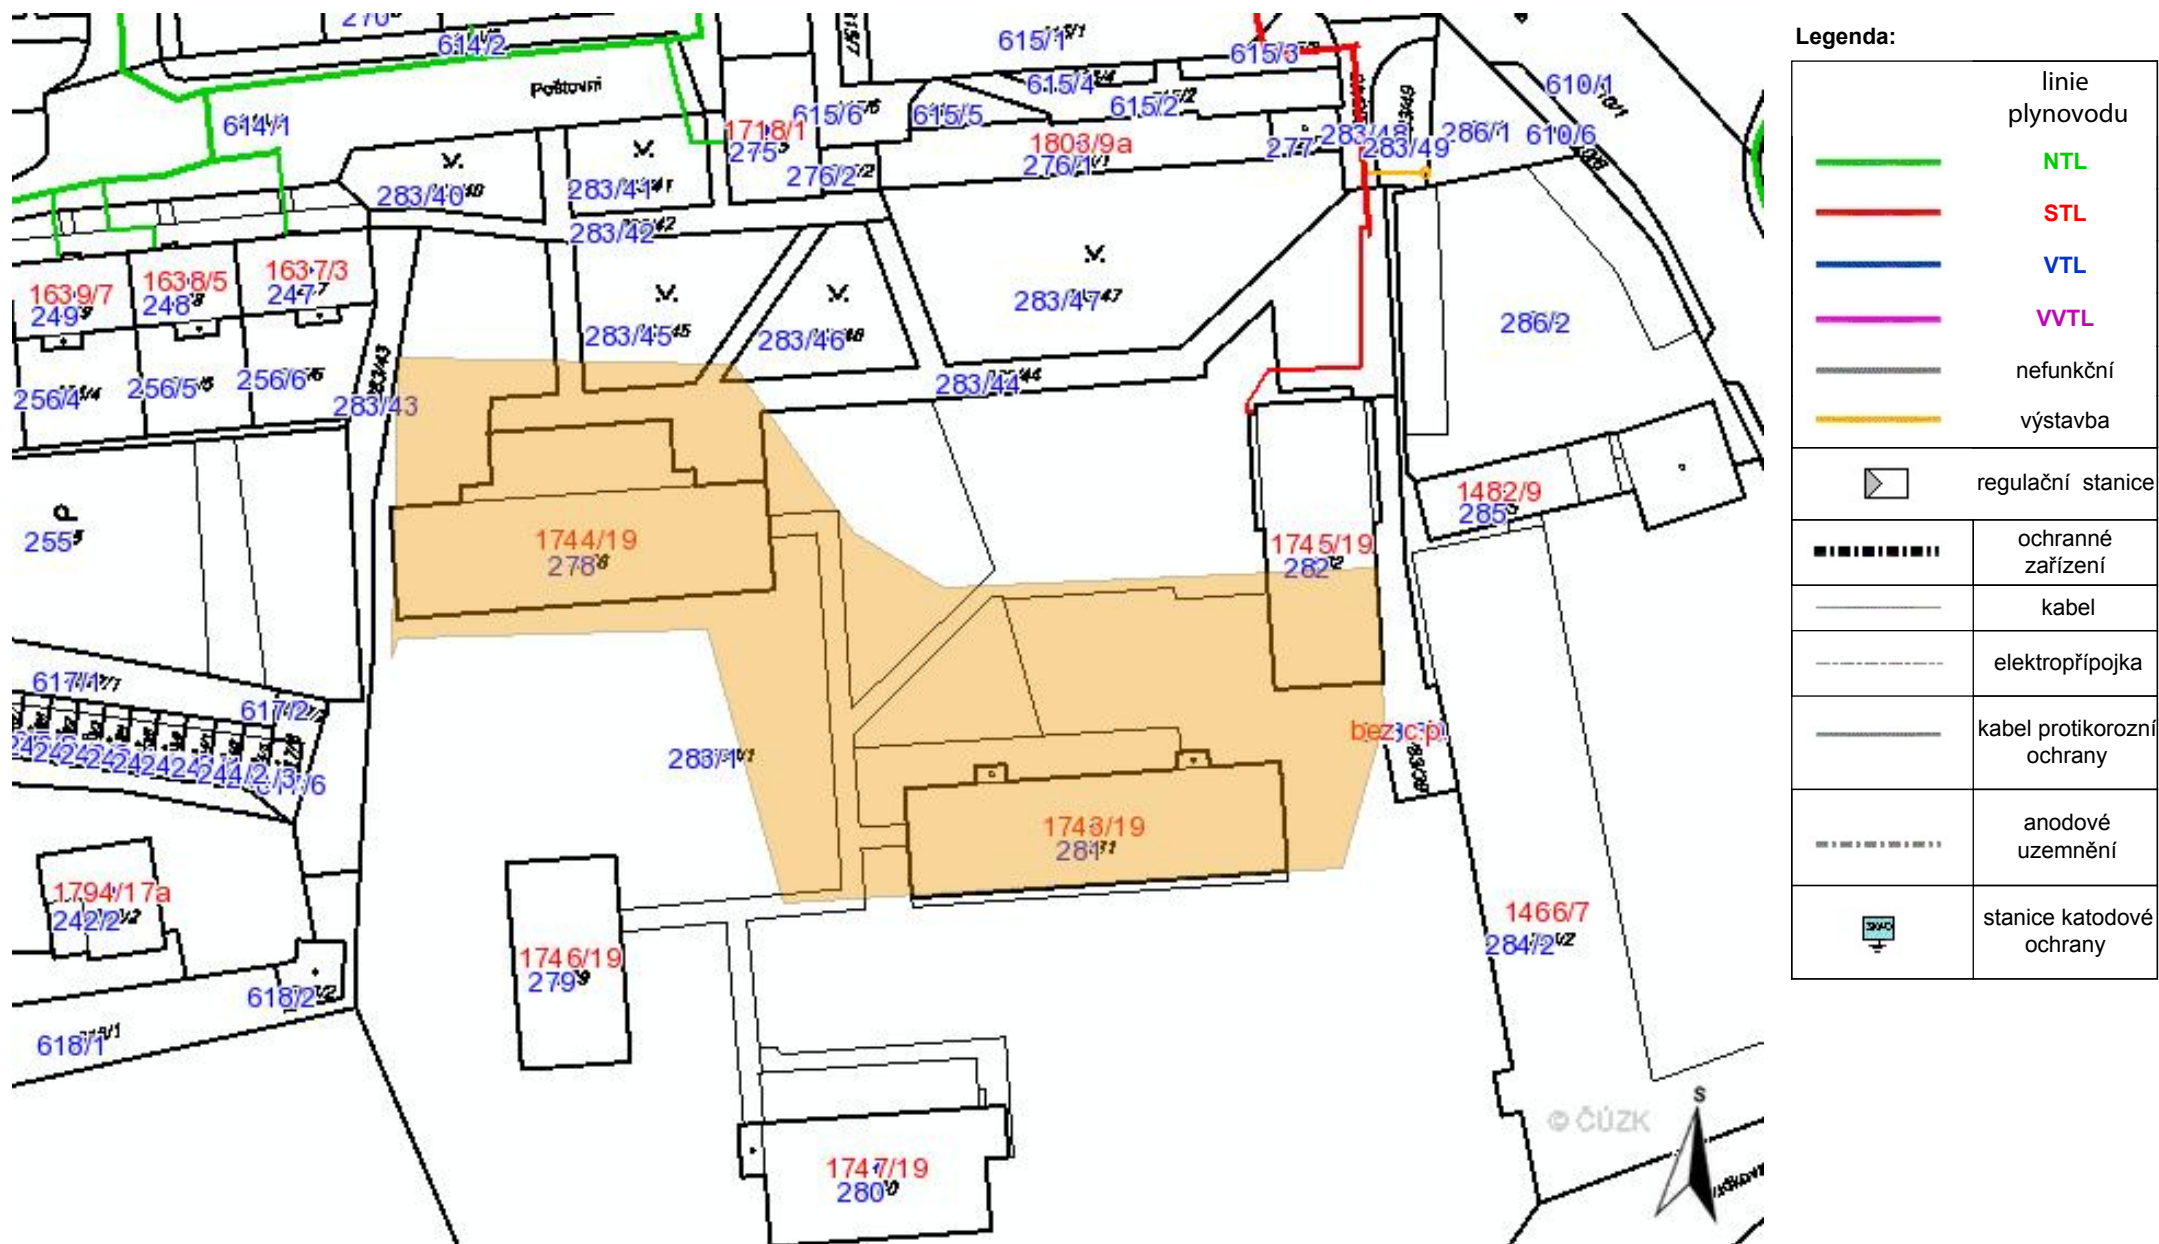 270
614/2
615/1
615/3
Poštovní
615/4
615/2
610/1
614/1
615/6
615/5
1718/1
275
1803/9a
276/1
277
283/48
283/49
286/1
610/6
276/2
283/40
283/41
283/42
1639/7
249
1638/5
248
1637/3
247
283/45
283/46
283/47
286/2
256/4
256/5
256/6
283/43
283/43
283/44
255
P
1744/19
278
1745/19
282
1482/9
285
617/1
617/2
244/2
283/1
bez č.p.
1743/19
281
1794/17a
242/2
1746/19
279
1466/7
284/2
618/2
618/1
1747/19
280
© ČÚZK
S
Legenda:
linie
plynovodu
NTL
STL
VTL
VVTL
nefunkční
výstavba
regulační stanice
ochranné
zařízení
kabel
elektropřípojka
kabel protikorozní
ochrany
anodové
uzemnění
stanice katodové
ochrany